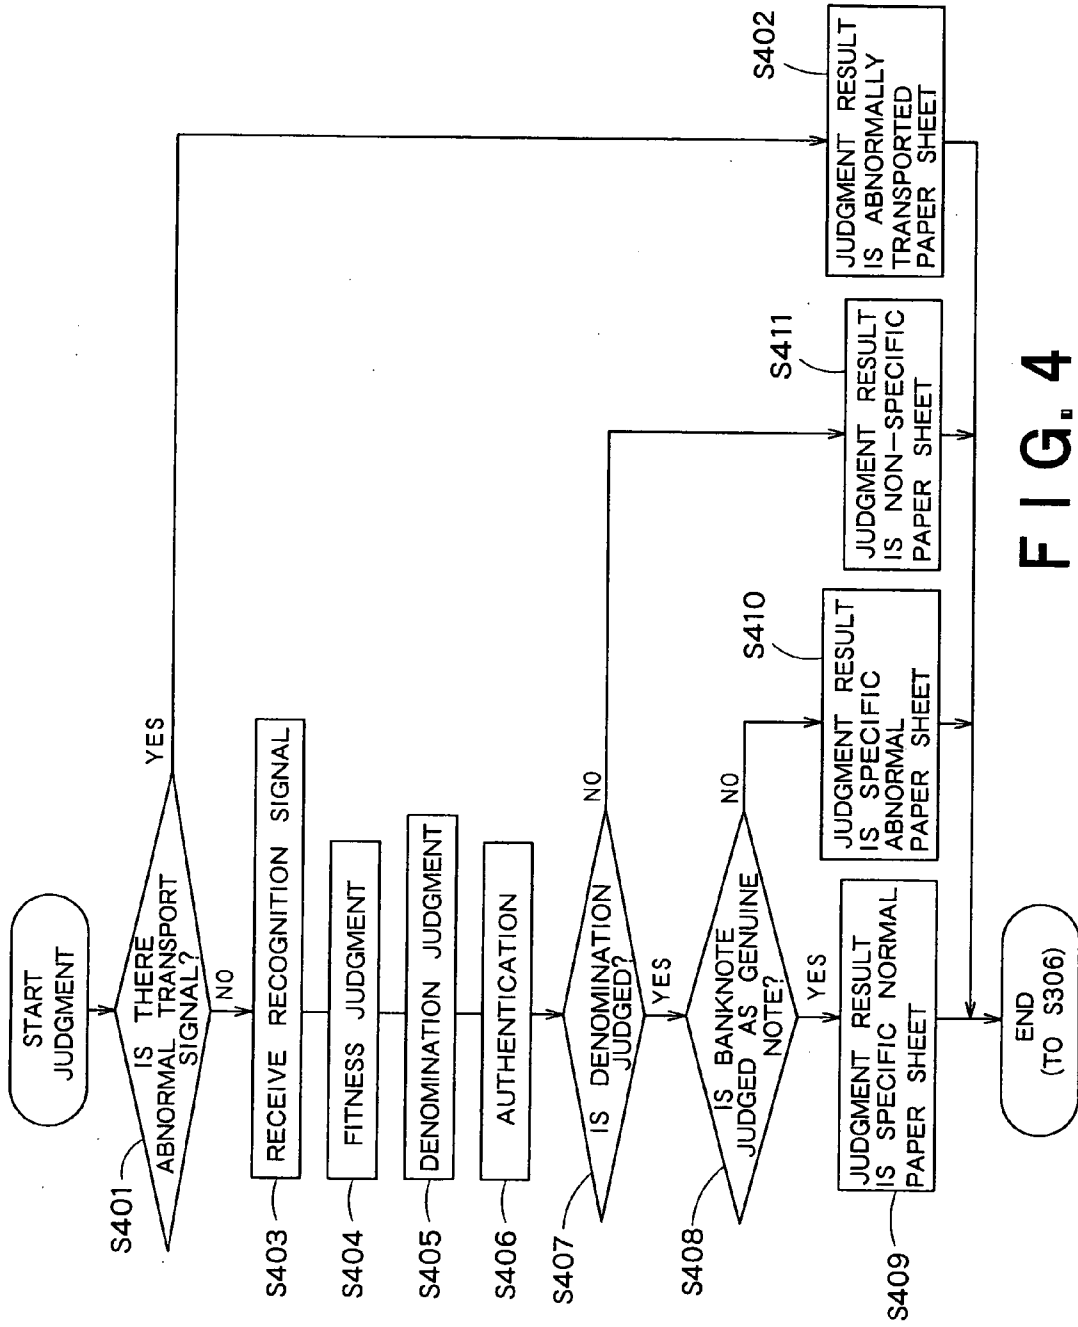 START
JUDGMENT
S401
IS THERE
ABNORMAL TRANSPORT
SIGNAL?
YES
NO
S403
RECEIVE RECOGNITION SIGNAL
S404
FITNESS JUDGMENT
S405
DENOMINATION JUDGMENT
S406
AUTHENTICATION
S407
IS DENOMINATION
JUDGED?
NO
YES
S408
IS BANKNOTE
JUDGED AS GENUINE
NOTE?
NO
YES
S409
JUDGMENT RESULT
IS SPECIFIC NORMAL
PAPER SHEET
S410
JUDGMENT RESULT
IS SPECIFIC
ABNORMAL
PAPER SHEET
S411
JUDGMENT RESULT
IS NON-SPECIFIC
PAPER SHEET
S402
JUDGMENT RESULT
IS ABNORMALLY
TRANSPORTED
PAPER SHEET
END
(TO S306)
FIG. 4